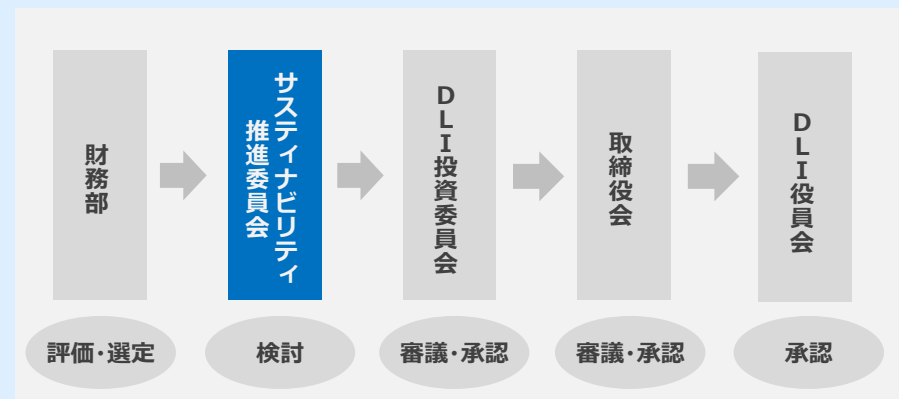 財務部
サスティナビリティ
推進委員会
DLI投資委員会
取締役会
DLI役員会
評価・選定
検討
審議・承認
審議・承認
承認